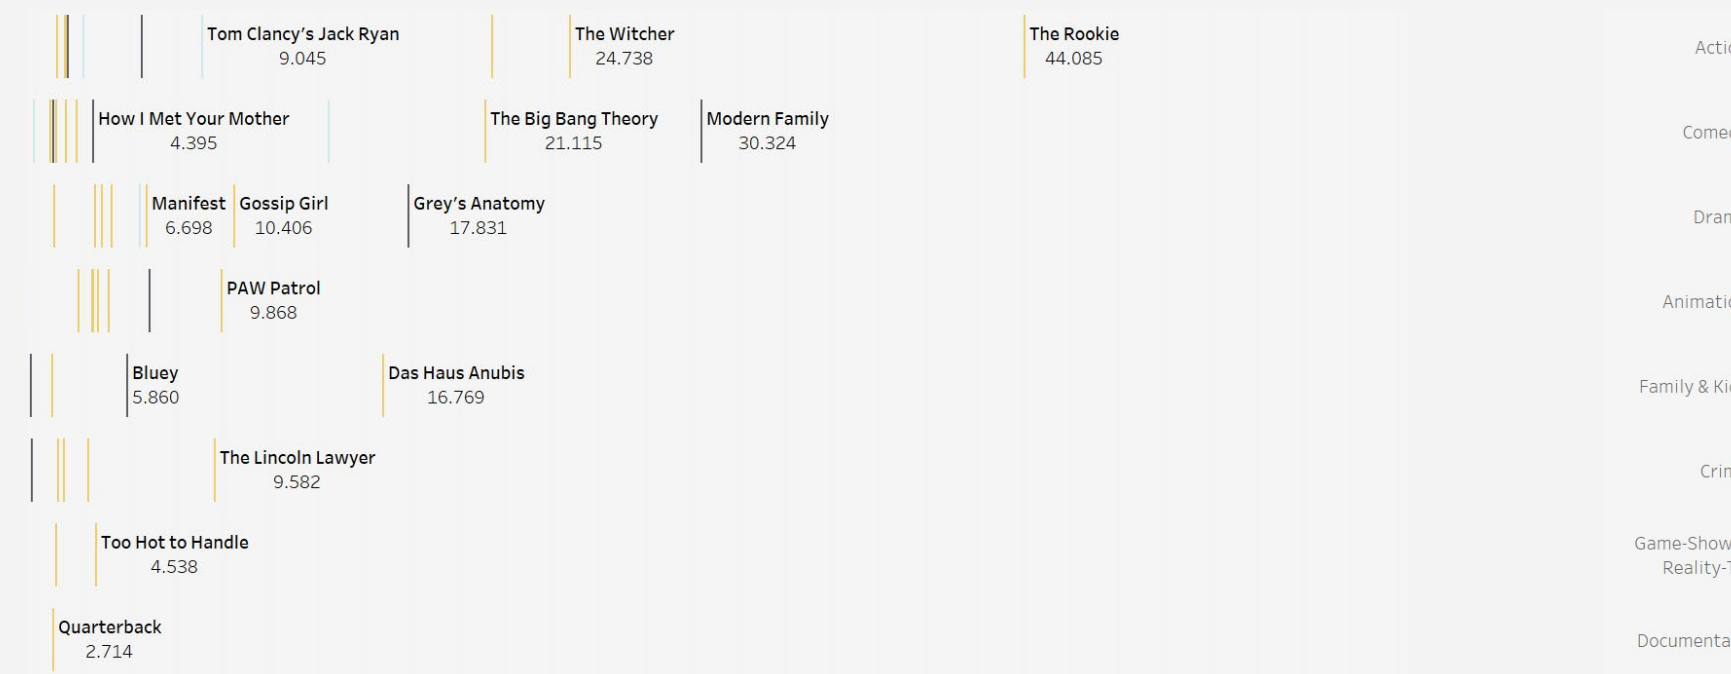 Tom Clancy's Jack Ryan
9.045
The Witcher
24.738
The Rookie
44.085
How I Met Your Mother
4.395
The Big Bang Theory
21.115
Modern Family
30.324
Manifest
6.698
Gossip Girl
10.406
Grey's Anatomy
17.831
PAW Patrol
9.868
Bluey
5.860
Das Haus Anubis
16.769
Family &
The Lincoln Lawyer
9.582
Too Hot to Handle
4.538
Quarterback
2.714